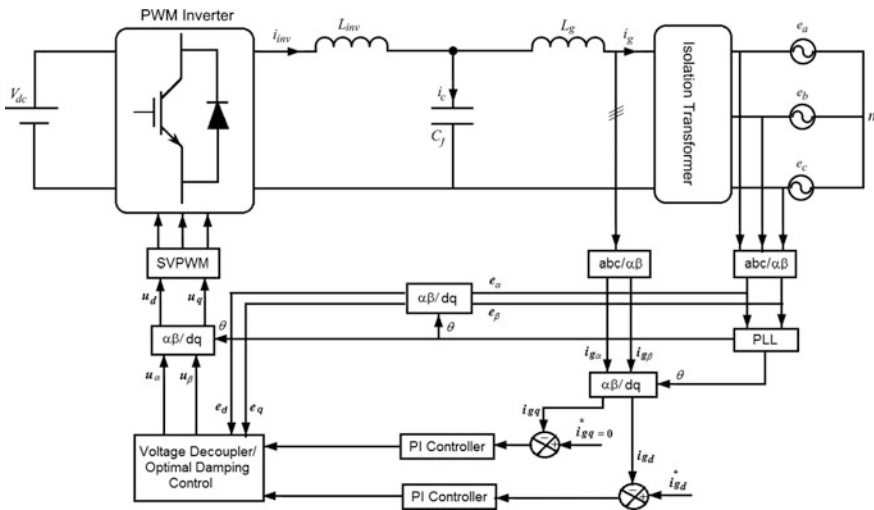 PWM Inverter
i_inv
L_inv
L_g
i_g
Isolation Transformer
e_a
V_dc
i_c
C_f
e_b
n
e_c
SVPWM
abc/αβ
abc/αβ
e_α
αβ/dq
e_β
u_d
u_q
θ
θ
αβ/dq
PLL
i_gα
i_gβ
u_α
u_β
αβ/dq
θ
e_d
e_q
i_gq
Voltage Decoupler/
Optimal Damping
Control
PI Controller
−
+
i*_gq=0
i_gd
PI Controller
−
+
i*_gd